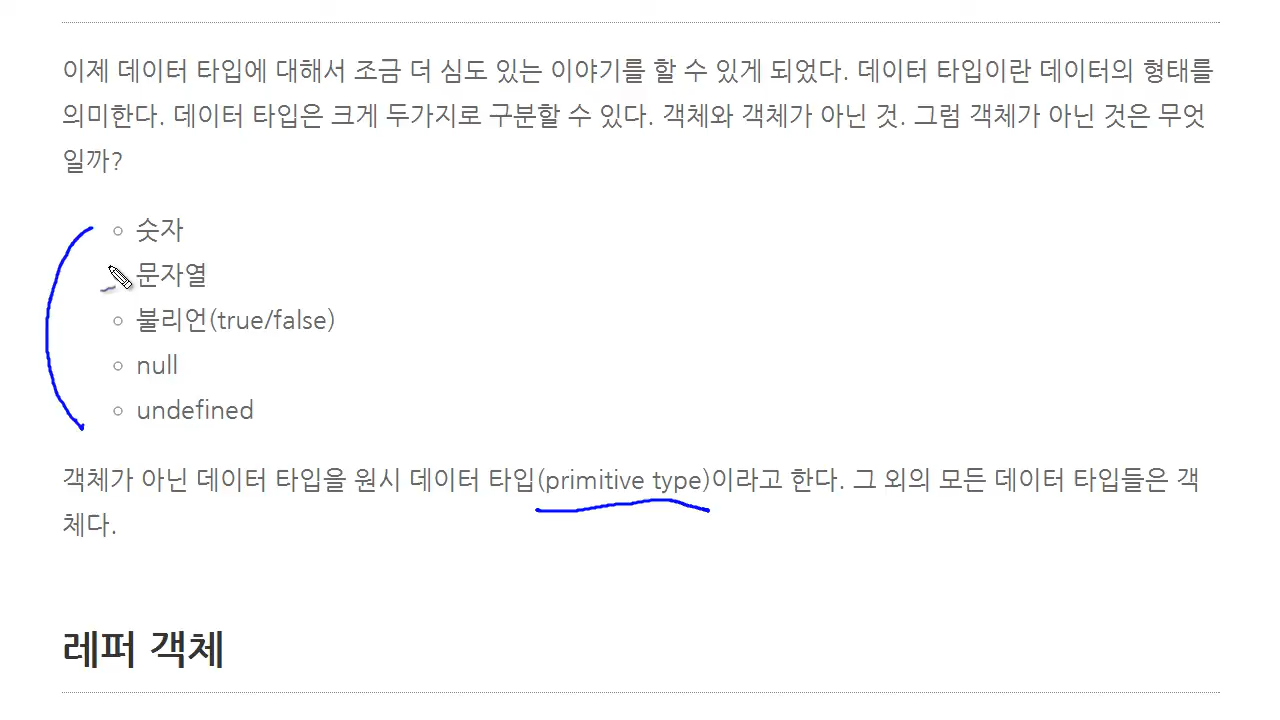 이제 데이터 타입에 대해서 조금 더 심도 있는 이야기를 할 수 있게 되었다. 데이터 타입이란 데이터의 형태를
의미한다. 데이터 타입은 크게 두가지로 구분할 수 있다. 객체와 객체가 아닌 것. 그럼 객체가 아닌 것은 무엇
일까?
숫자
문자열
불리언(true/false)
null
undefined
객체가 아닌 데이터 타입을 원시 데이터 타입(primitive type)이라고 한다. 그 외의 모든 데이터 타입들은 객
체다.
레퍼 객체